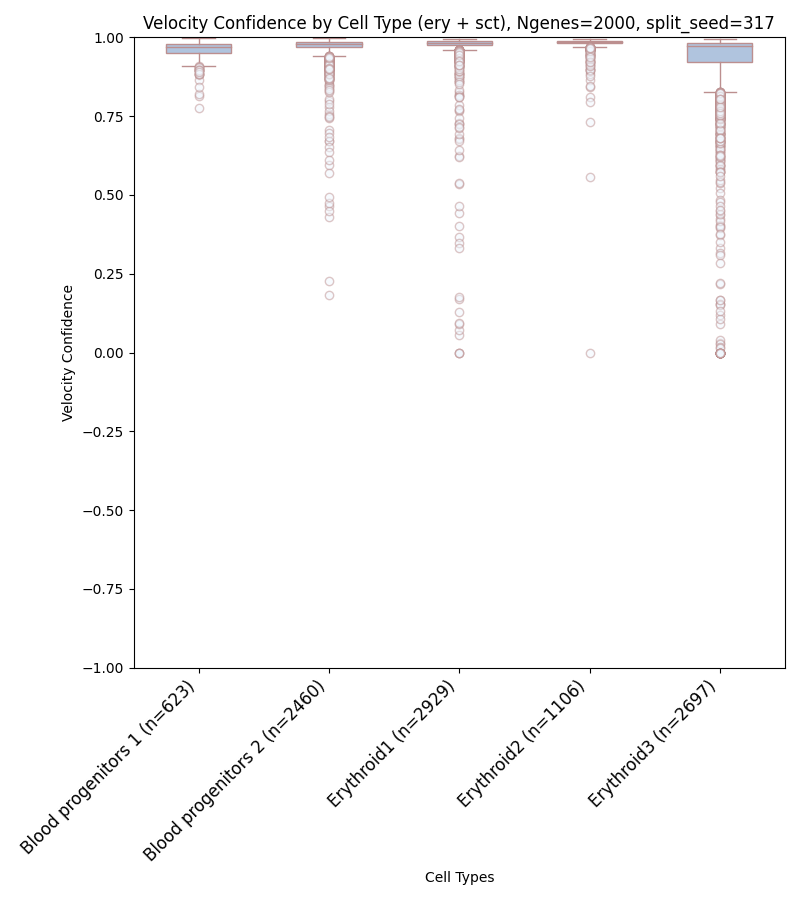 Velocity Confidence by Cell Type (ery + sct), Ngenes=2000, split_seed=317
1.00
0.75
0.50
0.25
0.00
−0.25
−0.50
−0.75
−1.00
Velocity Confidence
Blood progenitors 1 (n=623)
Blood progenitors 2 (n=2460)
Erythroid1 (n=2929)
Erythroid2 (n=1106)
Erythroid3 (n=2697)
Cell Types